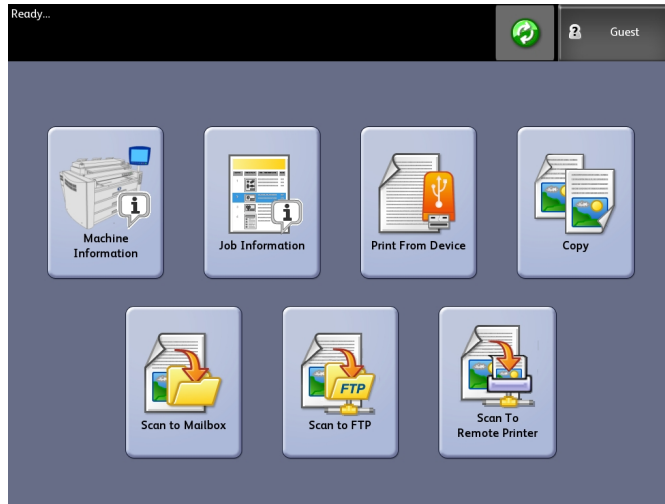 Ready...
Guest
Machine
Information
Job Information
Print From Device
Copy
FTP
Scan to Mailbox
Scan to FTP
Scan To
Remote Printer